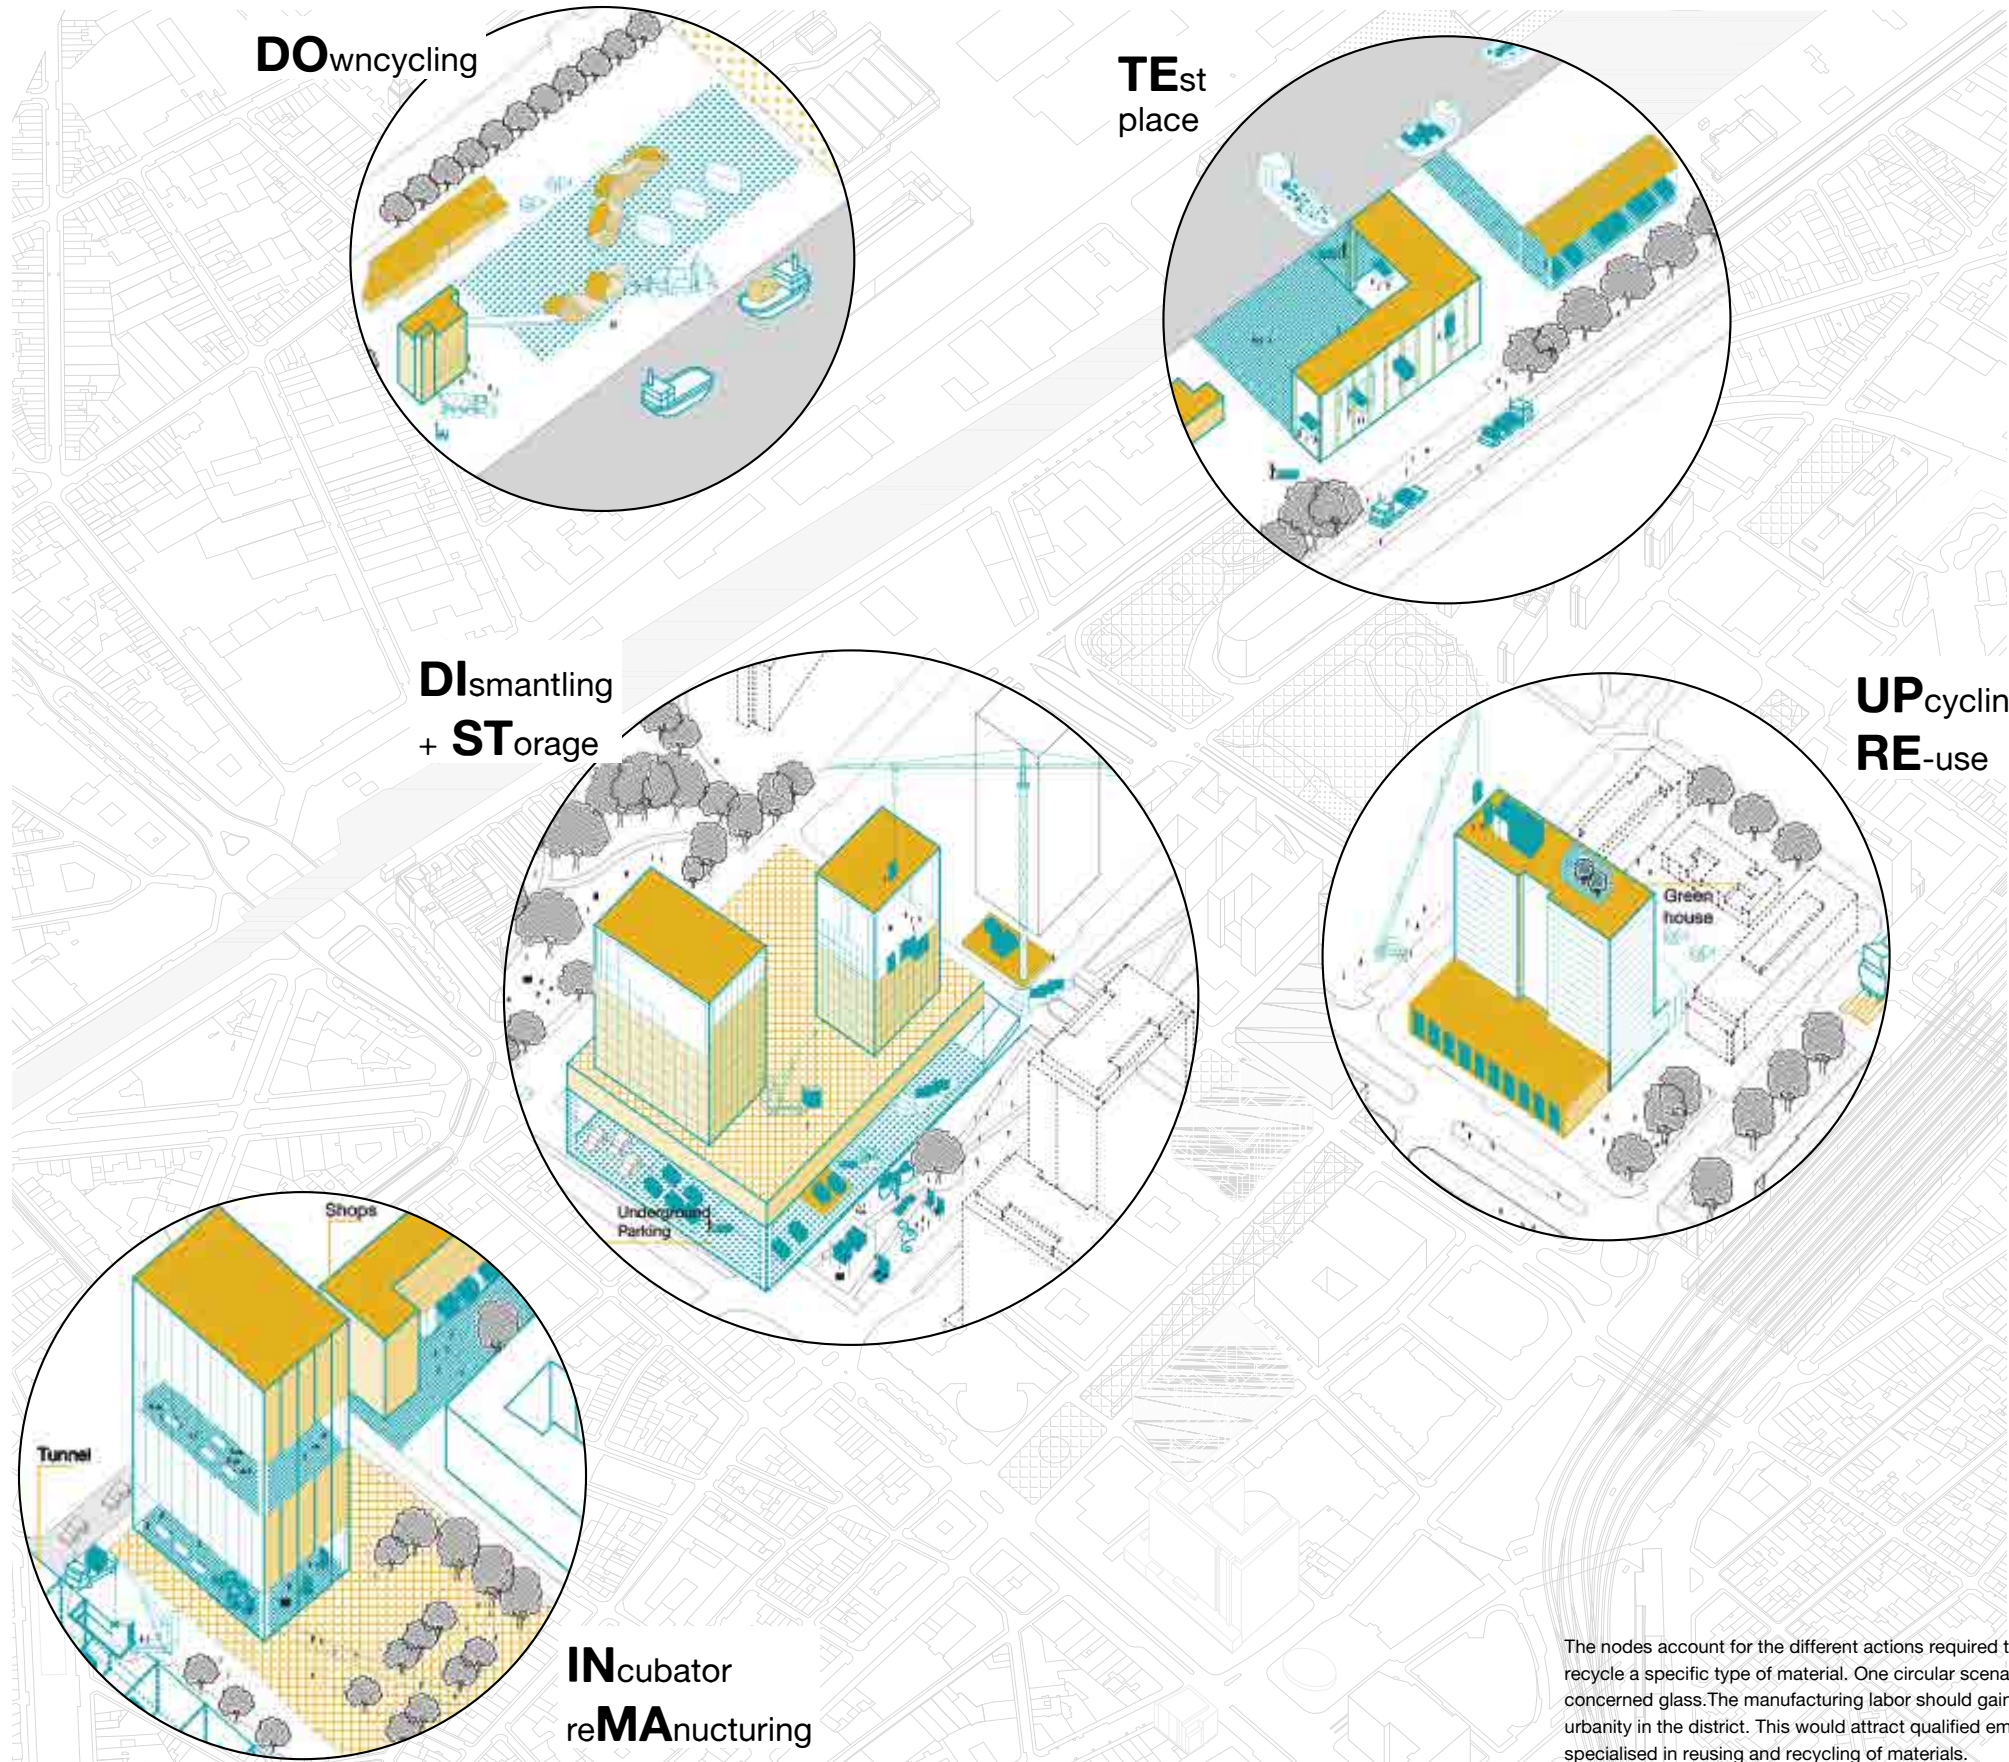 DOwncycling
TEst
place
DIsmantling
+ STorage
UPcyclin
RE-use
Green
house
Underground
Parking
Shops
Tunnel
INcubator
reMAnucturing
The nodes account for the different actions required t
recycle a specific type of material. One circular scena
concerned glass.The manufacturing labor should gain
urbanity in the district. This would attract qualified em
specialised in reusing and recycling of materials.